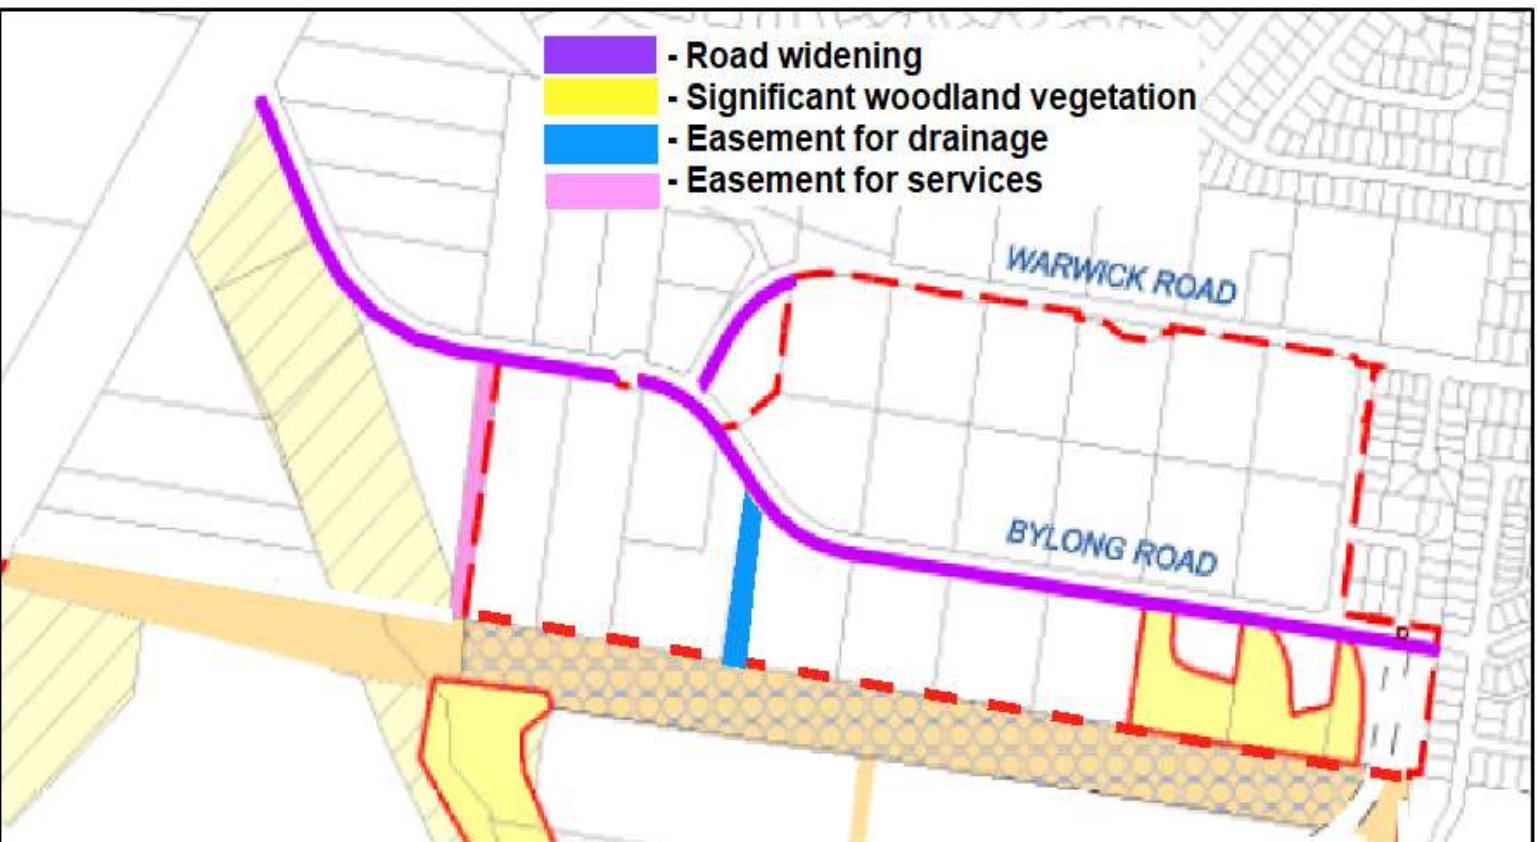 - Road widening
- Significant woodland vegetation
- Easement for drainage
- Easement for services
WARWICK ROAD
BYLONG ROAD